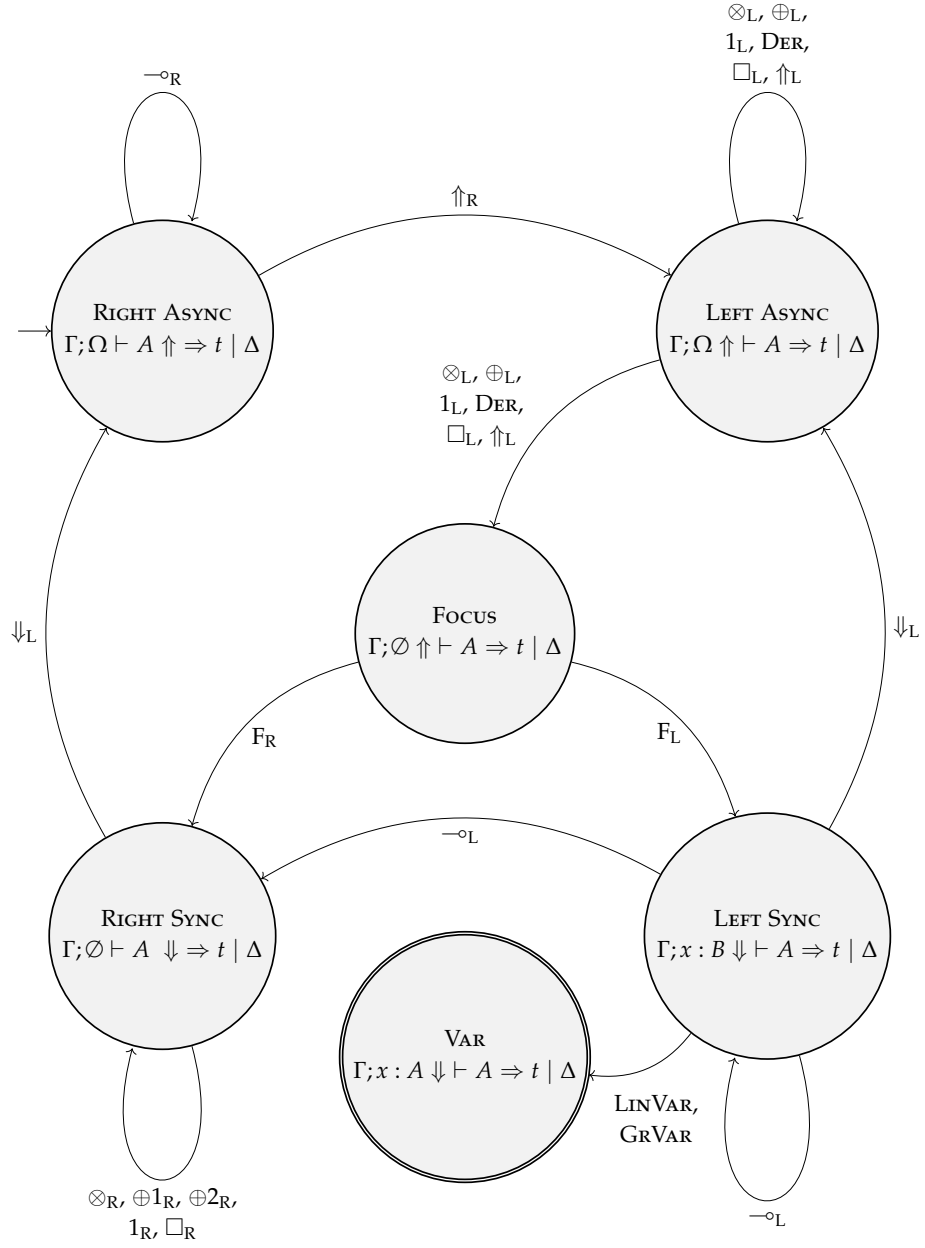 ⊗L, ⊕L,
1L, DER,
□L, ⇑L
⊸R
⇑R
RIGHT ASYNC
Γ; Ω ⊢ A ⇑ ⇒ t | Δ
LEFT ASYNC
Γ; Ω ⇑ ⊢ A ⇒ t | Δ
⊗L, ⊕L,
1L, DER,
□L, ⇑L
FOCUS
Γ; ∅ ⇑ ⊢ A ⇒ t | Δ
⇓L
⇓L
FR
FL
⊸L
RIGHT SYNC
Γ; ∅ ⊢ A ⇓ ⇒ t | Δ
LEFT SYNC
Γ; x : B ⇓ ⊢ A ⇒ t | Δ
VAR
Γ; x : A ⇓ ⊢ A ⇒ t | Δ
LINVAR,
GRVAR
⊗R, ⊕1R, ⊕2R,
1R, □R
⊸L